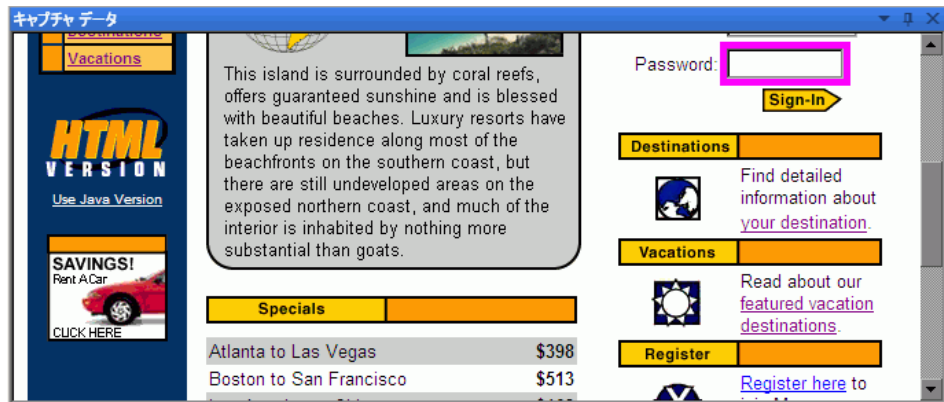 キャプチャ データ
Destinations
Vacations
HTML
VERSION
Use Java Version
SAVINGS!
Rent A Car
CLICK HERE
This island is surrounded by coral reefs,
offers guaranteed sunshine and is blessed
with beautiful beaches. Luxury resorts have
taken up residence along most of the
beachfronts on the southern coast, but
there are still undeveloped areas on the
exposed northern coast, and much of the
interior is inhabited by nothing more
substantial than goats.
Specials
Atlanta to Las Vegas $398
Boston to San Francisco $513
Password:
Sign-In
Destinations
Find detailed
information about
your destination.
Vacations
Read about our
featured vacation
destinations.
Register
Register here to